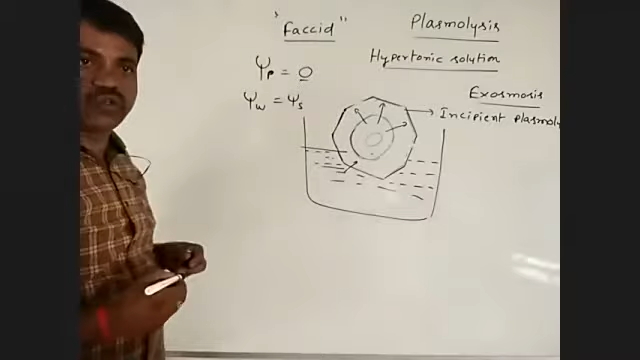 "Faccid"
Plasmolysis
Hypertonic solution
Ψp = 0
Ψw = Ψs
Exosmosis
Incipient plasmoly